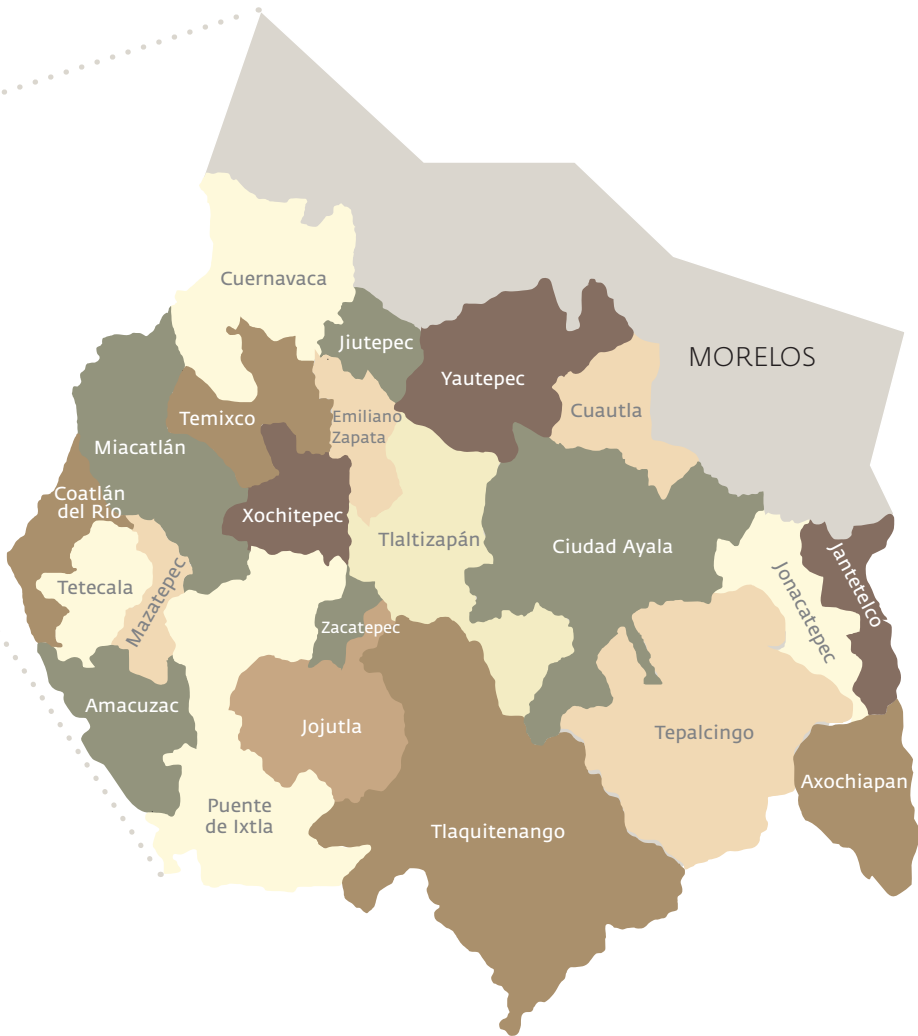 Cuernavaca
Jiutepec
MORELOS
Yautepec
Cuautla
Temixco
Emiliano
Zapata
Miacatlán
Coatlán
del Río
Xochitepec
Tlaltizapán
Ciudad Ayala
Jantetelco
Jonacatepec
Tetecala
Mazatepec
Zacatepec
Amacuzac
Jojutla
Tepalcingo
Axochiapan
Puente
de Ixtla
Tlaquitenango